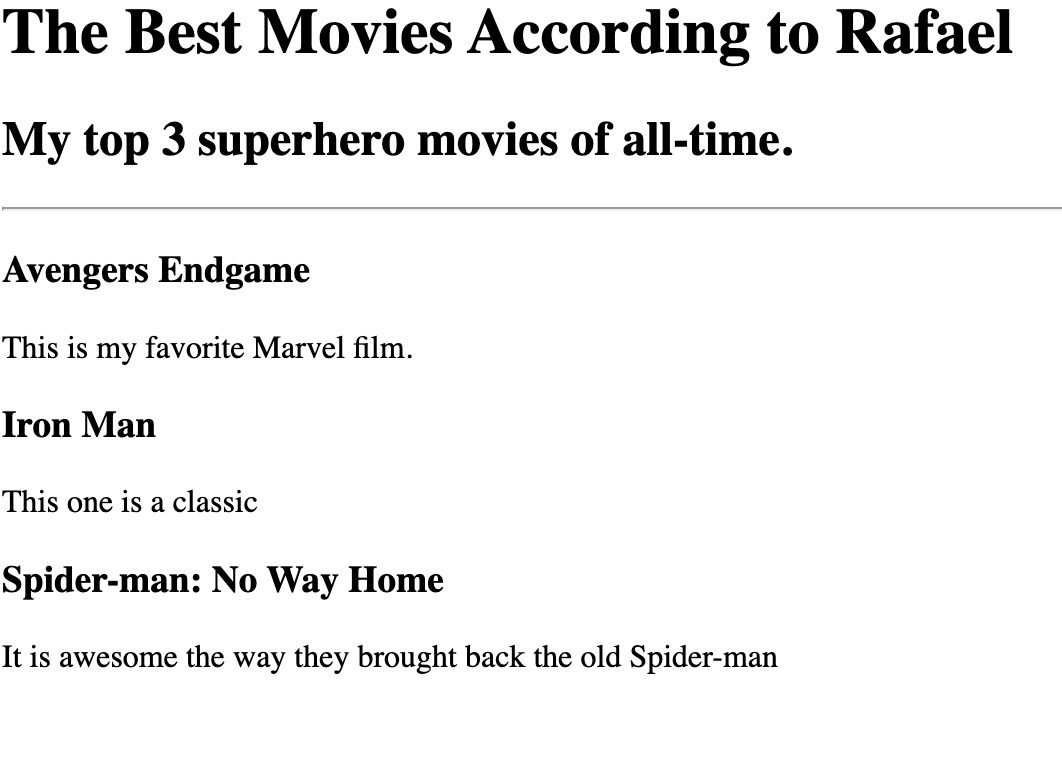 The Best Movies According to Rafael
My top 3 superhero movies of all-time.
Avengers Endgame
This is my favorite Marvel film.
Iron Man
This one is a classic
Spider-man: No Way Home
It is awesome the way they brought back the old Spider-man